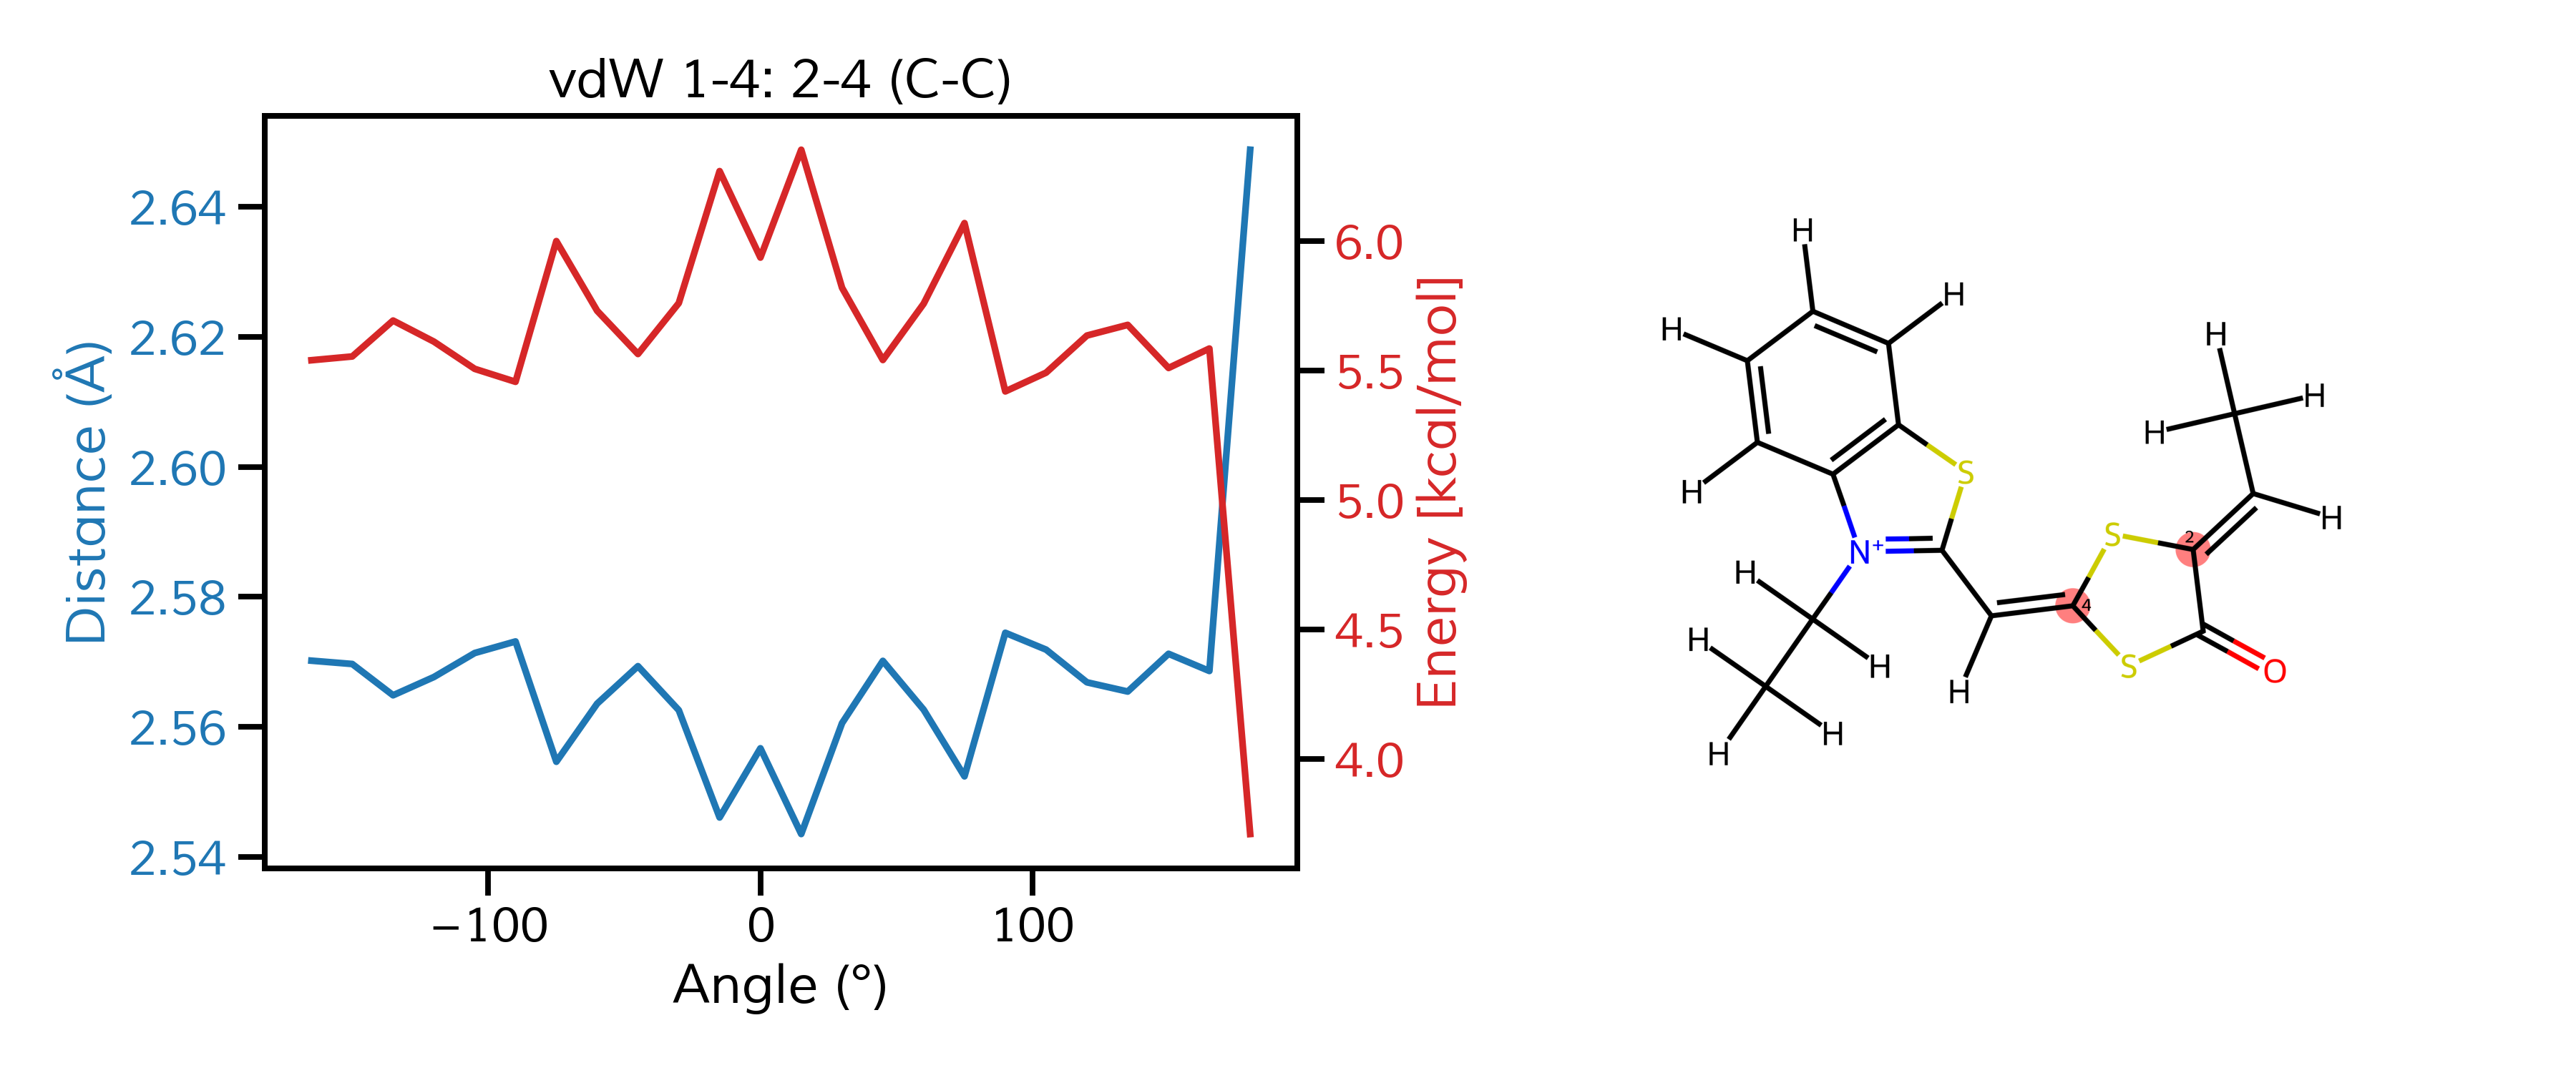 vdW 1-4: 2-4 (C-C)
Distance (Å)
2.64
2.62
2.60
2.58
2.56
2.54
−100
0
100
Angle (°)
6.0
5.5
5.0
4.5
4.0
Energy [kcal/mol]
H
H
H
H
H
H
H
S
S
2
H
N+
H
4
H
H
H
S
O
H
H
H